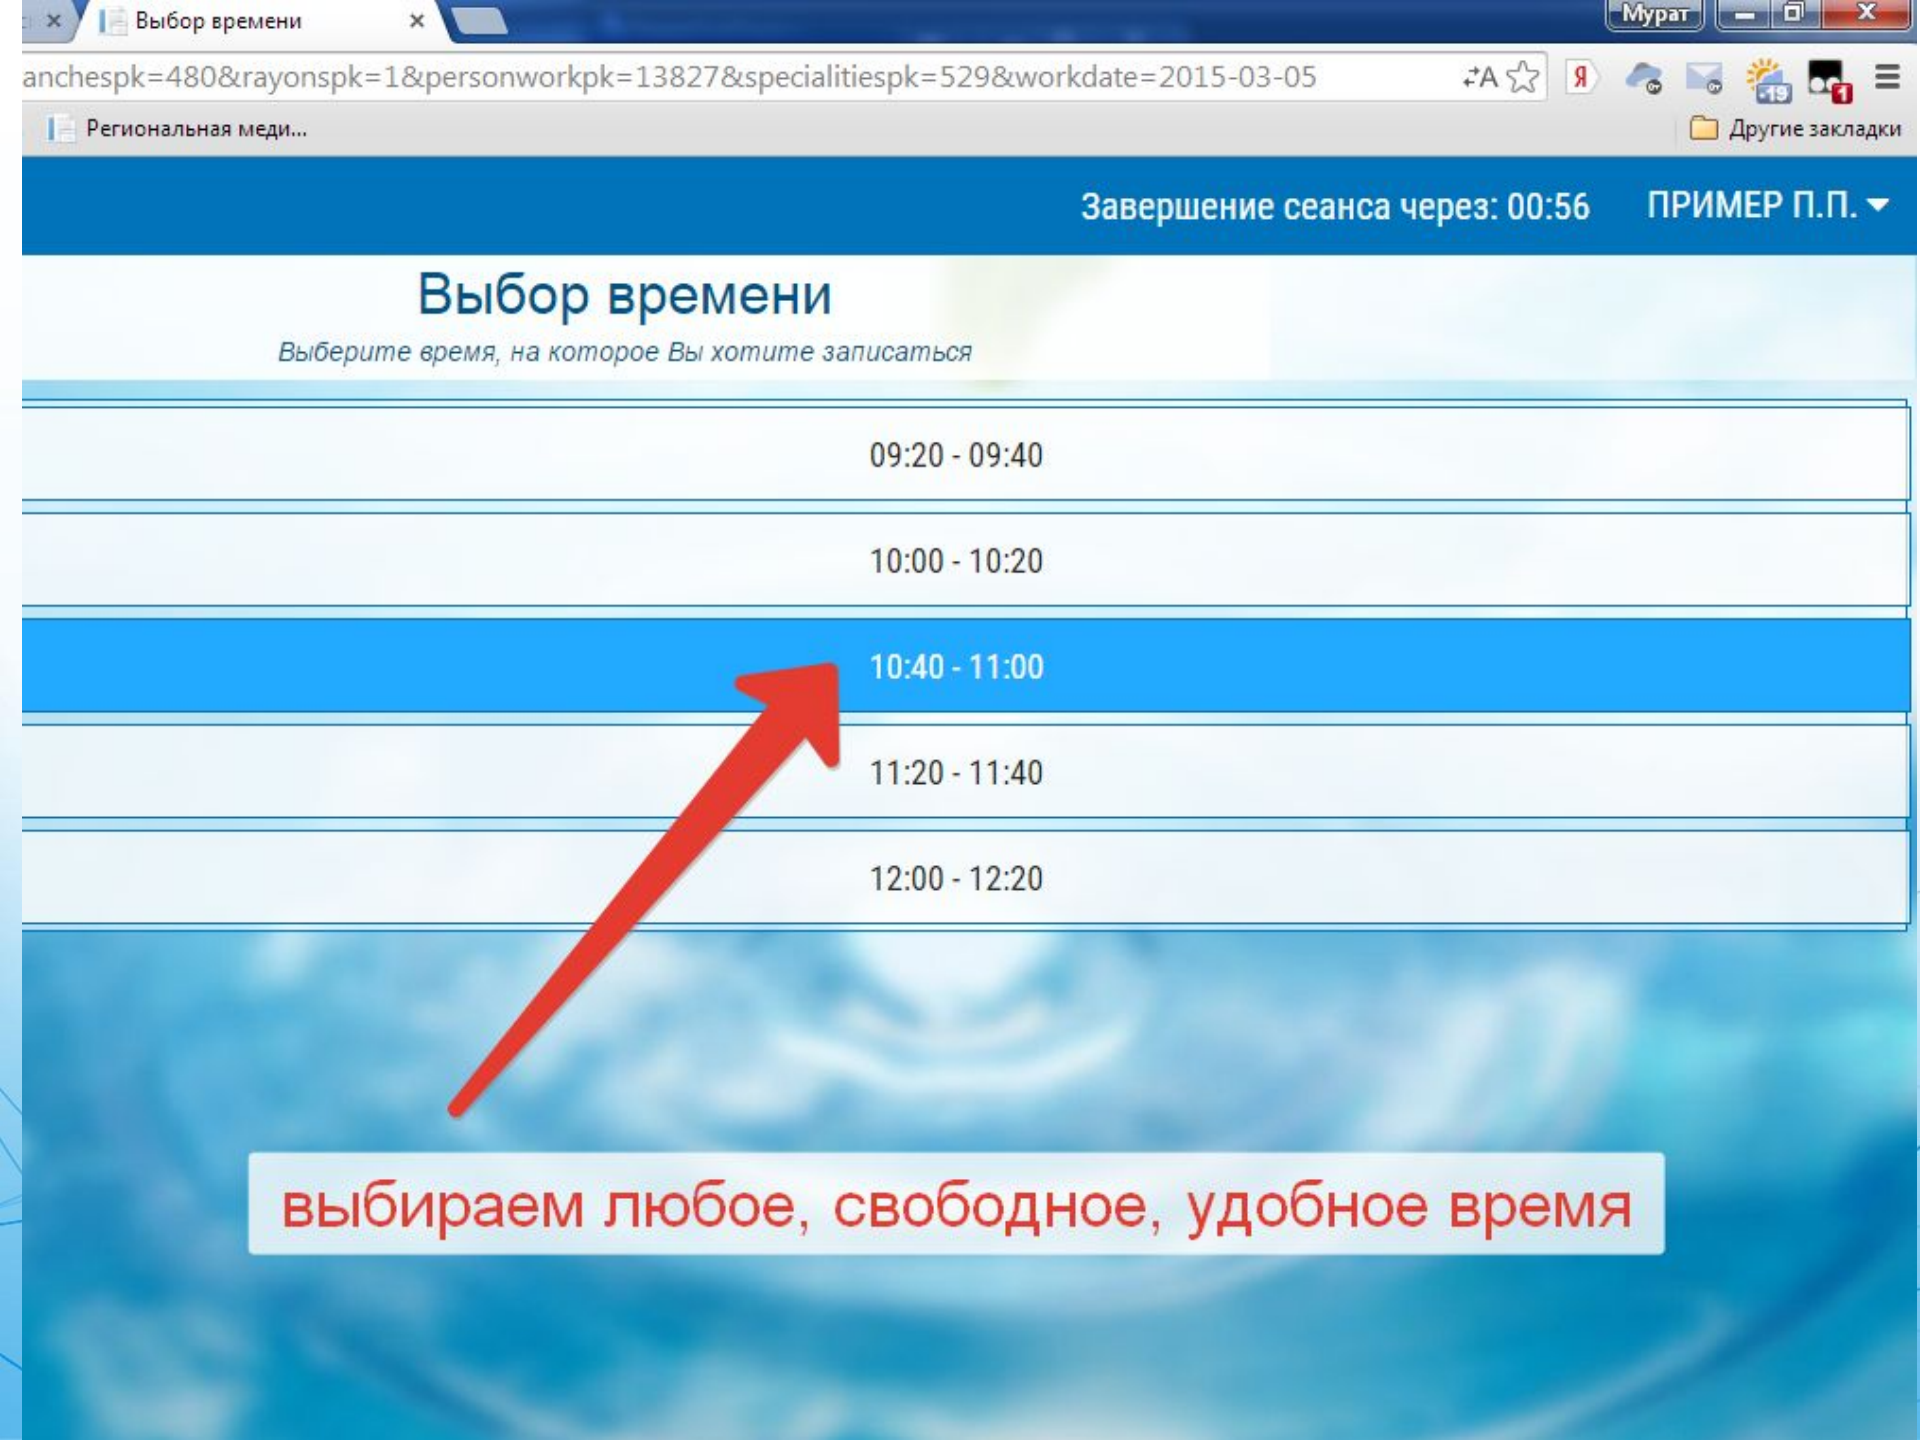 Выбор времени
Мурат
anchespk=480&rayonspk=1&personworkpk=13827&specialitiespk=529&workdate=2015-03-05
Я
-19
1
Региональная меди...
Другие закладки
Завершение сеанса через: 00:56
ПРИМЕР П.П.
Выбор времени
Выберите время, на которое Вы хотите записаться
09:20 - 09:40
10:00 - 10:20
10:40 - 11:00
11:20 - 11:40
12:00 - 12:20
выбираем любое, свободное, удобное время